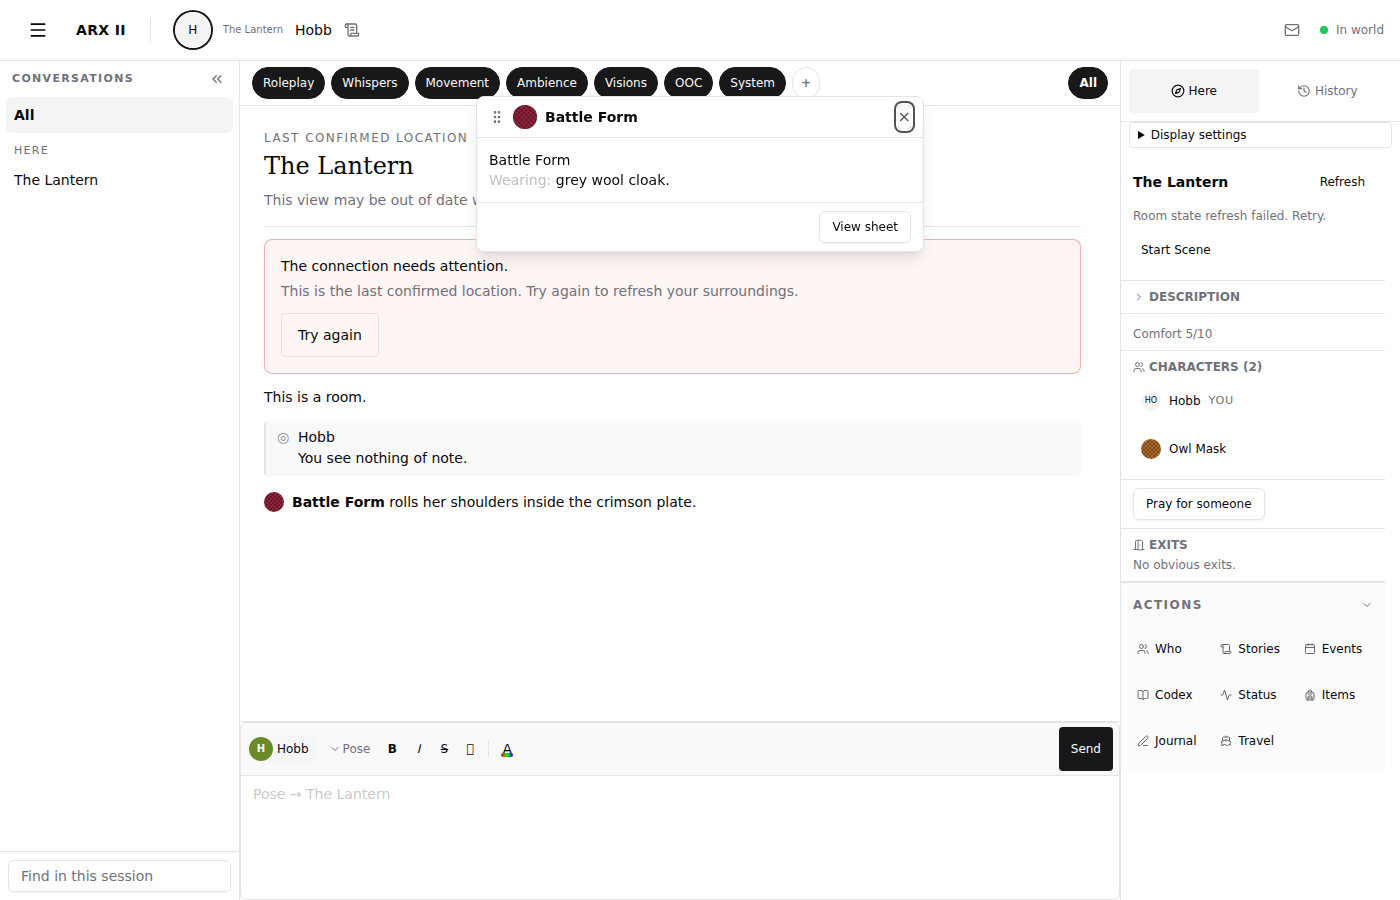 ARX II
H
The Lantern
Hobb
In world
CONVERSATIONS
All
HERE
The Lantern
Find in this session
Roleplay
Whispers
Movement
Ambience
Visions
OOC
System
+
All
LAST CONFIRMED LOCATION
The Lantern
This view may be out of date
Battle Form
Battle Form
Wearing: grey wool cloak.
View sheet
The connection needs attention.
This is the last confirmed location. Try again to refresh your surroundings.
Try again
This is a room.
Hobb
You see nothing of note.
Battle Form rolls her shoulders inside the crimson plate.
H
Hobb
Pose
B
I
S
A
Send
Pose → The Lantern
Here
History
Display settings
The Lantern
Refresh
Room state refresh failed. Retry.
Start Scene
DESCRIPTION
Comfort 5/10
CHARACTERS (2)
HO
Hobb YOU
Owl Mask
Pray for someone
EXITS
No obvious exits.
ACTIONS
Who
Stories
Events
Codex
Status
Items
Journal
Travel